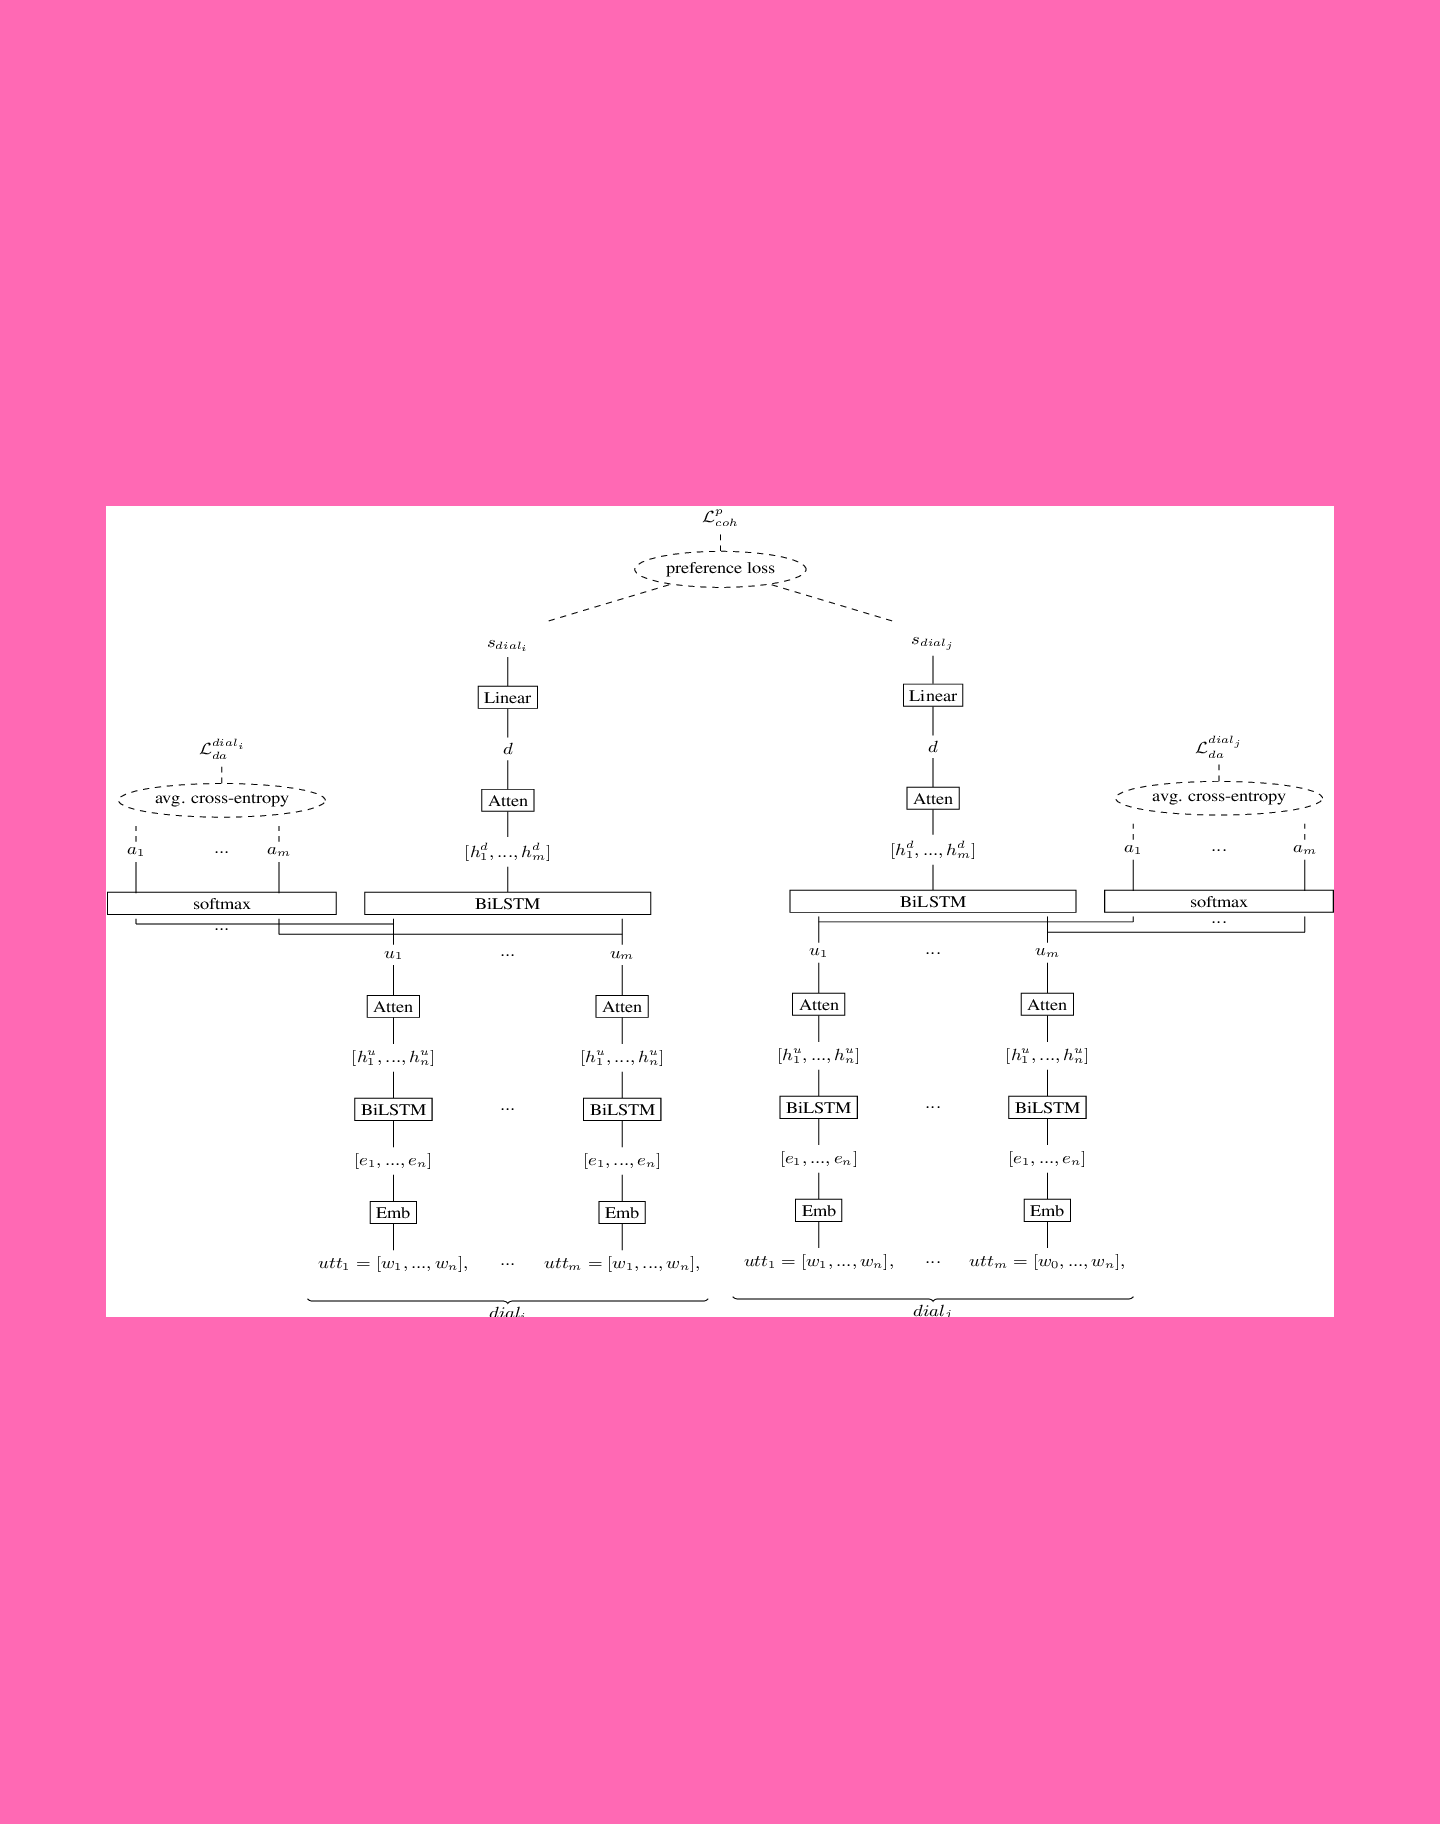 ℒ^p_{coh}
preference loss
s_{dial_i} s_{dial_j}
Linear Linear
d d
ℒ^{dial_i}_{da} ℒ^{dial_j}_{da}
avg. cross-entropy Atten Atten avg. cross-entropy
a_1 ... a_m [h^d_1, ..., h^d_m] [h^d_1, ..., h^d_m] a_1 ... a_m
softmax BiLSTM BiLSTM softmax
... ...
u_1 ... u_m u_1 ... u_m
Atten Atten Atten Atten
[h^u_1, ..., h^u_n] [h^u_1, ..., h^u_n] [h^u_1, ..., h^u_n] [h^u_1, ..., h^u_n]
BiLSTM ... BiLSTM BiLSTM ... BiLSTM
[e_1, ..., e_n] [e_1, ..., e_n] [e_1, ..., e_n] [e_1, ..., e_n]
Emb Emb Emb Emb
utt_1 = [w_1, ..., w_n], ... utt_m = [w_1, ..., w_n], utt_1 = [w_1, ..., w_n], ... utt_m = [w_0, ..., w_n],
dial_i dial_j